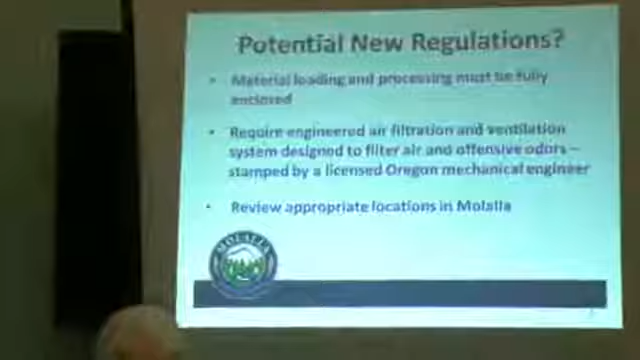 Potential New Regulations?
• Material loading and processing must be fully
enclosed
• Require engineered air filtration and ventilation
system designed to filter air and offensive odors –
stamped by a licensed Oregon mechanical engineer
• Review appropriate locations in Molalla
MOLALLA